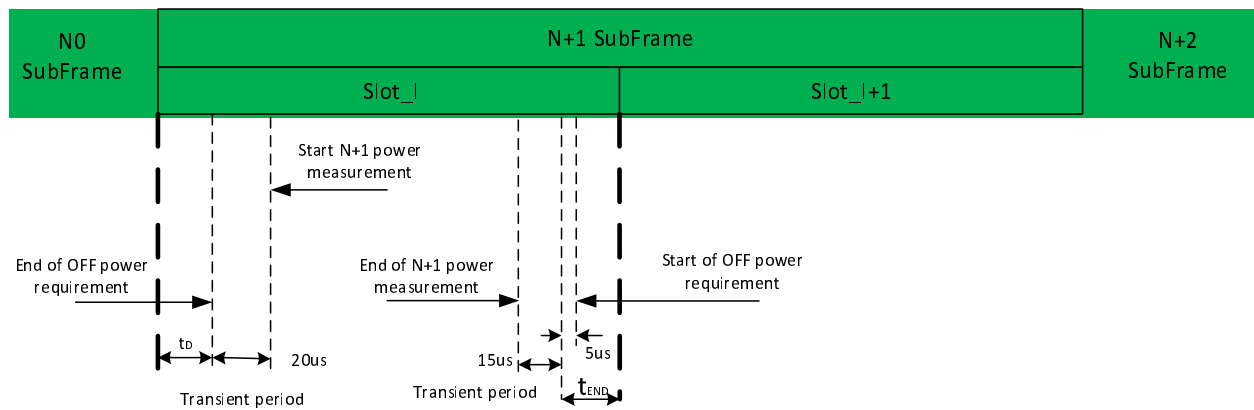 N0
SubFrame
N+1 SubFrame
N+2
SubFrame
Slot_I
Slot_I+1
Start N+1 power
measurement
End of OFF power
requirement
End of N+1 power
measurement
Start of OFF power
requirement
tD
20us
15us
5us
Transient period
Transient period
tEND